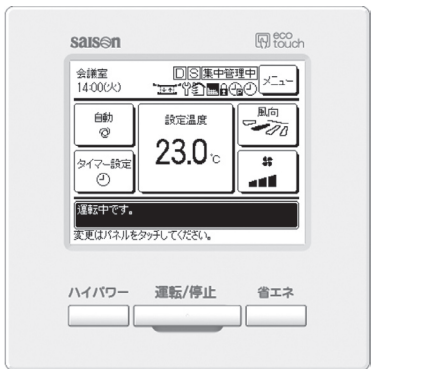 saison
eco touch
会議室
14:00(火)
D S 集中管理中
メニュー
自動
設定温度
風向
23.0℃
タイマー設定
運転中です。
変更はパネルをタッチしてください。
ハイパワー 運転/停止 省エネ